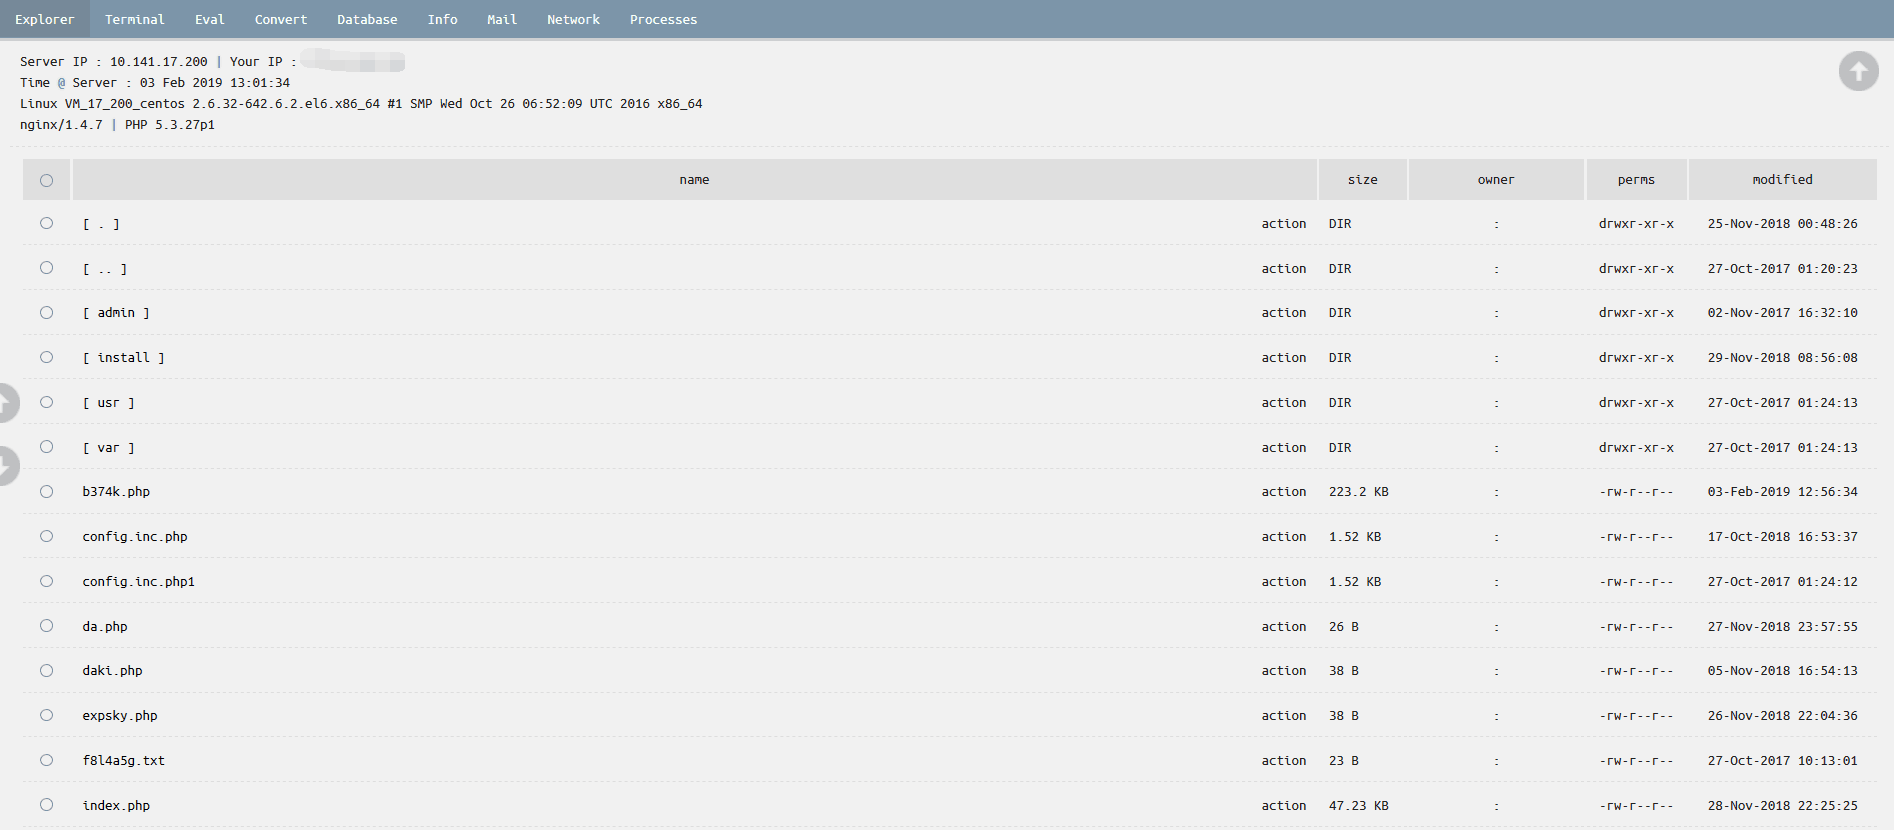 Explorer Terminal Eval Convert Database Info Mail Network Processes
Server IP : 10.141.17.200 | Your IP :
Time @ Server : 03 Feb 2019 13:01:34
Linux VM_17_200_centos 2.6.32-642.6.2.el6.x86_64 #1 SMP Wed Oct 26 06:52:09 UTC 2016 x86_64
nginx/1.4.7 | PHP 5.3.27p1
name size owner perms modified
[ . ] action DIR : drwxr-xr-x 25-Nov-2018 00:48:26
[ .. ] action DIR : drwxr-xr-x 27-Oct-2017 01:20:23
[ admin ] action DIR : drwxr-xr-x 02-Nov-2017 16:32:10
[ install ] action DIR : drwxr-xr-x 29-Nov-2018 08:56:08
[ usr ] action DIR : drwxr-xr-x 27-Oct-2017 01:24:13
[ var ] action DIR : drwxr-xr-x 27-Oct-2017 01:24:13
b374k.php action 223.2 KB : -rw-r--r-- 03-Feb-2019 12:56:34
config.inc.php action 1.52 KB : -rw-r--r-- 17-Oct-2018 16:53:37
config.inc.php1 action 1.52 KB : -rw-r--r-- 27-Oct-2017 01:24:12
da.php action 26 B : -rw-r--r-- 27-Nov-2018 23:57:55
daki.php action 38 B : -rw-r--r-- 05-Nov-2018 16:54:13
expsky.php action 38 B : -rw-r--r-- 26-Nov-2018 22:04:36
f8l4a5g.txt action 23 B : -rw-r--r-- 27-Oct-2017 10:13:01
index.php action 47.23 KB : -rw-r--r-- 28-Nov-2018 22:25:25